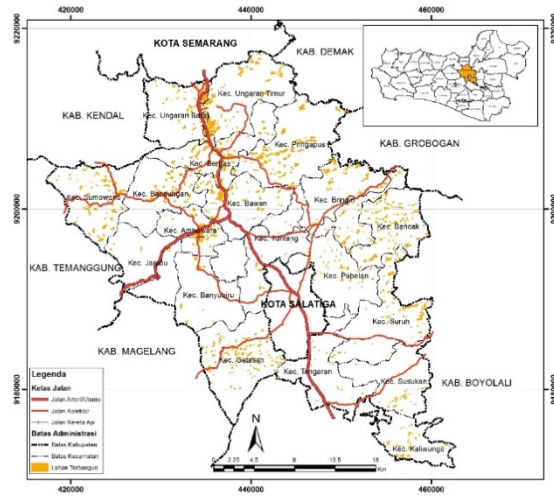 420000 440000 460000
9220000
KOTA SEMARANG
KAB. DEMAK
Kec. Ungaran Timur
KAB. KENDAL
Kec. Ungaran Barat
KAB. GROBOGAN
Kec. Pringapus
Kec. Bergas
Kec. Sumowono
Kec. Bandungan
Kec. Bringin
9200000
Kec. Bawen
Kec. Bancak
Kec. Ambarawa
Kec. Tuntang
KAB. TEMANGGUNG
Kec. Jambu
Kec. Pabelan
Kec. Banyubiru
KOTA SALATIGA
Kec. Suruh
KAB. MAGELANG
Kec. Getasan
Kec. Tengaran
Kec. Susukan
KAB. BOYOLALI
9180000
Legenda
Kelas Jalan
Jalan Arteri/Utama
Jalan Kolektor
Jalan Kereta Api
Batas Administrasi
Batas Kabupaten
Batas Kecamatan
Lahan Terbangun
N
Kec. Kaliwungu
0 2.25 4.5 9 13.5 18
Km
420000 440000 460000